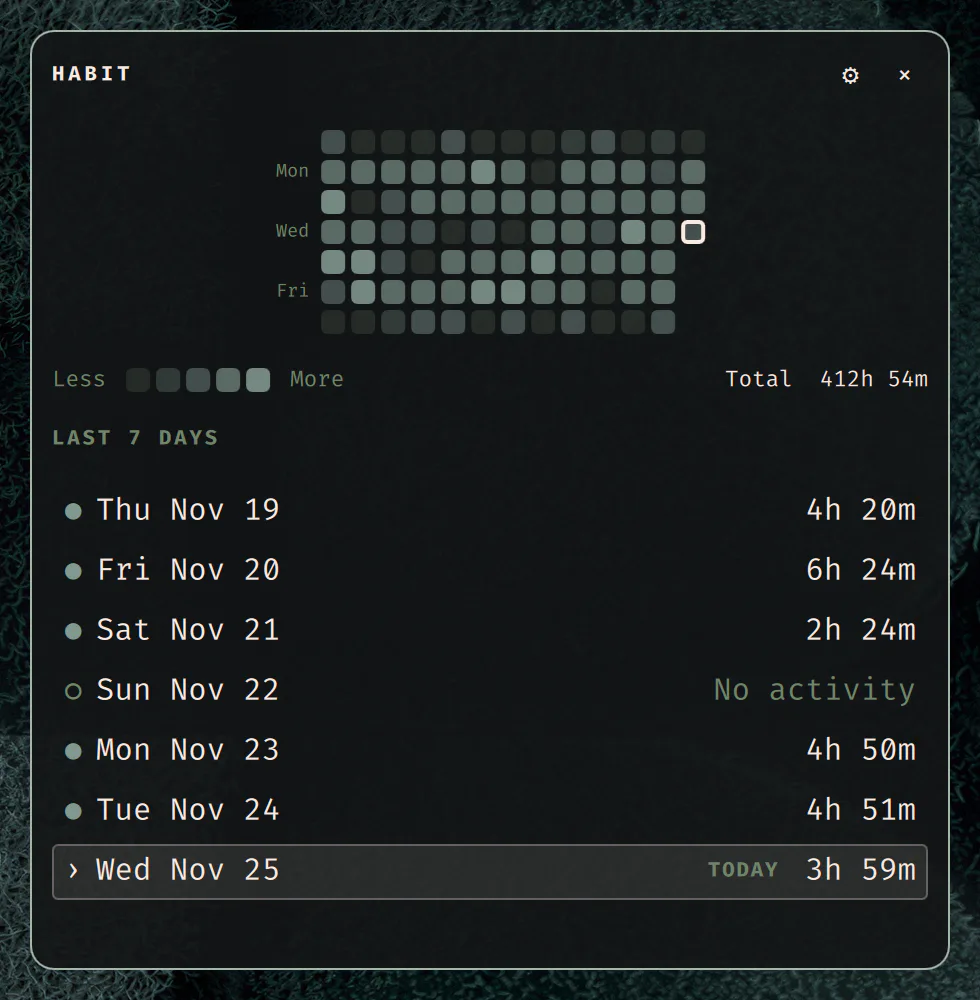 HABIT ⚙ ×
Mon
Wed
Fri
Less More Total 412h 54m
LAST 7 DAYS
Thu Nov 19 4h 20m
Fri Nov 20 6h 24m
Sat Nov 21 2h 24m
Sun Nov 22 No activity
Mon Nov 23 4h 50m
Tue Nov 24 4h 51m
› Wed Nov 25 TODAY 3h 59m